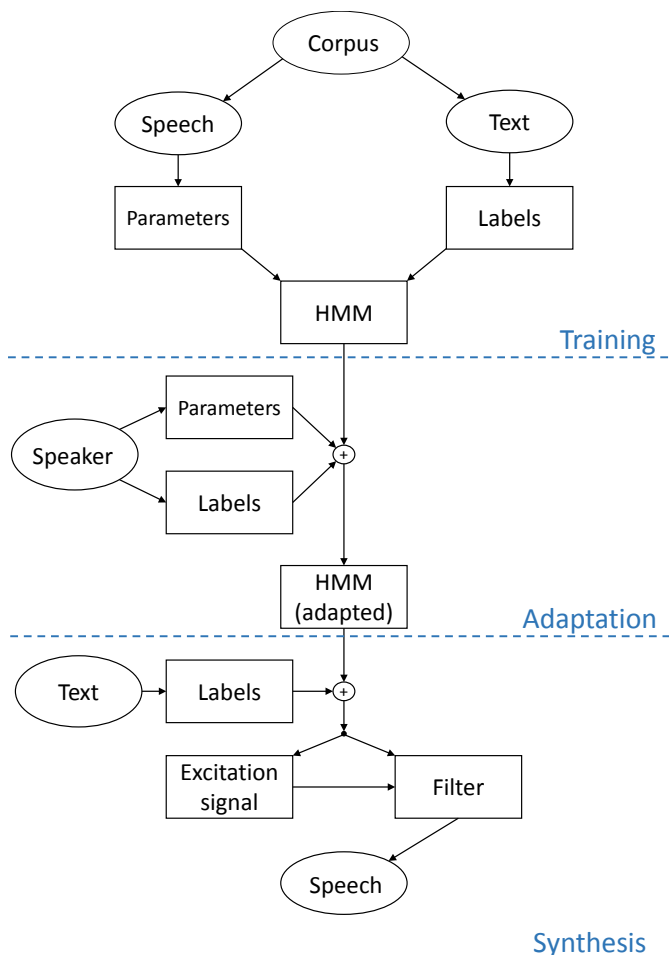 Corpus
Speech
Text
Parameters
Labels
HMM
Training
Parameters
Speaker
+
Labels
HMM
(adapted)
Adaptation
Text
Labels
+
Excitation
signal
Filter
Speech
Synthesis